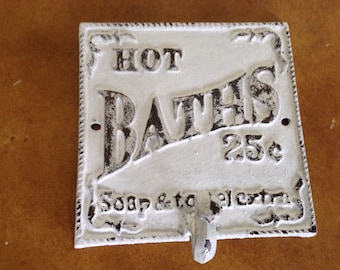 HOT
BATHS
25¢
Soap & towel extra